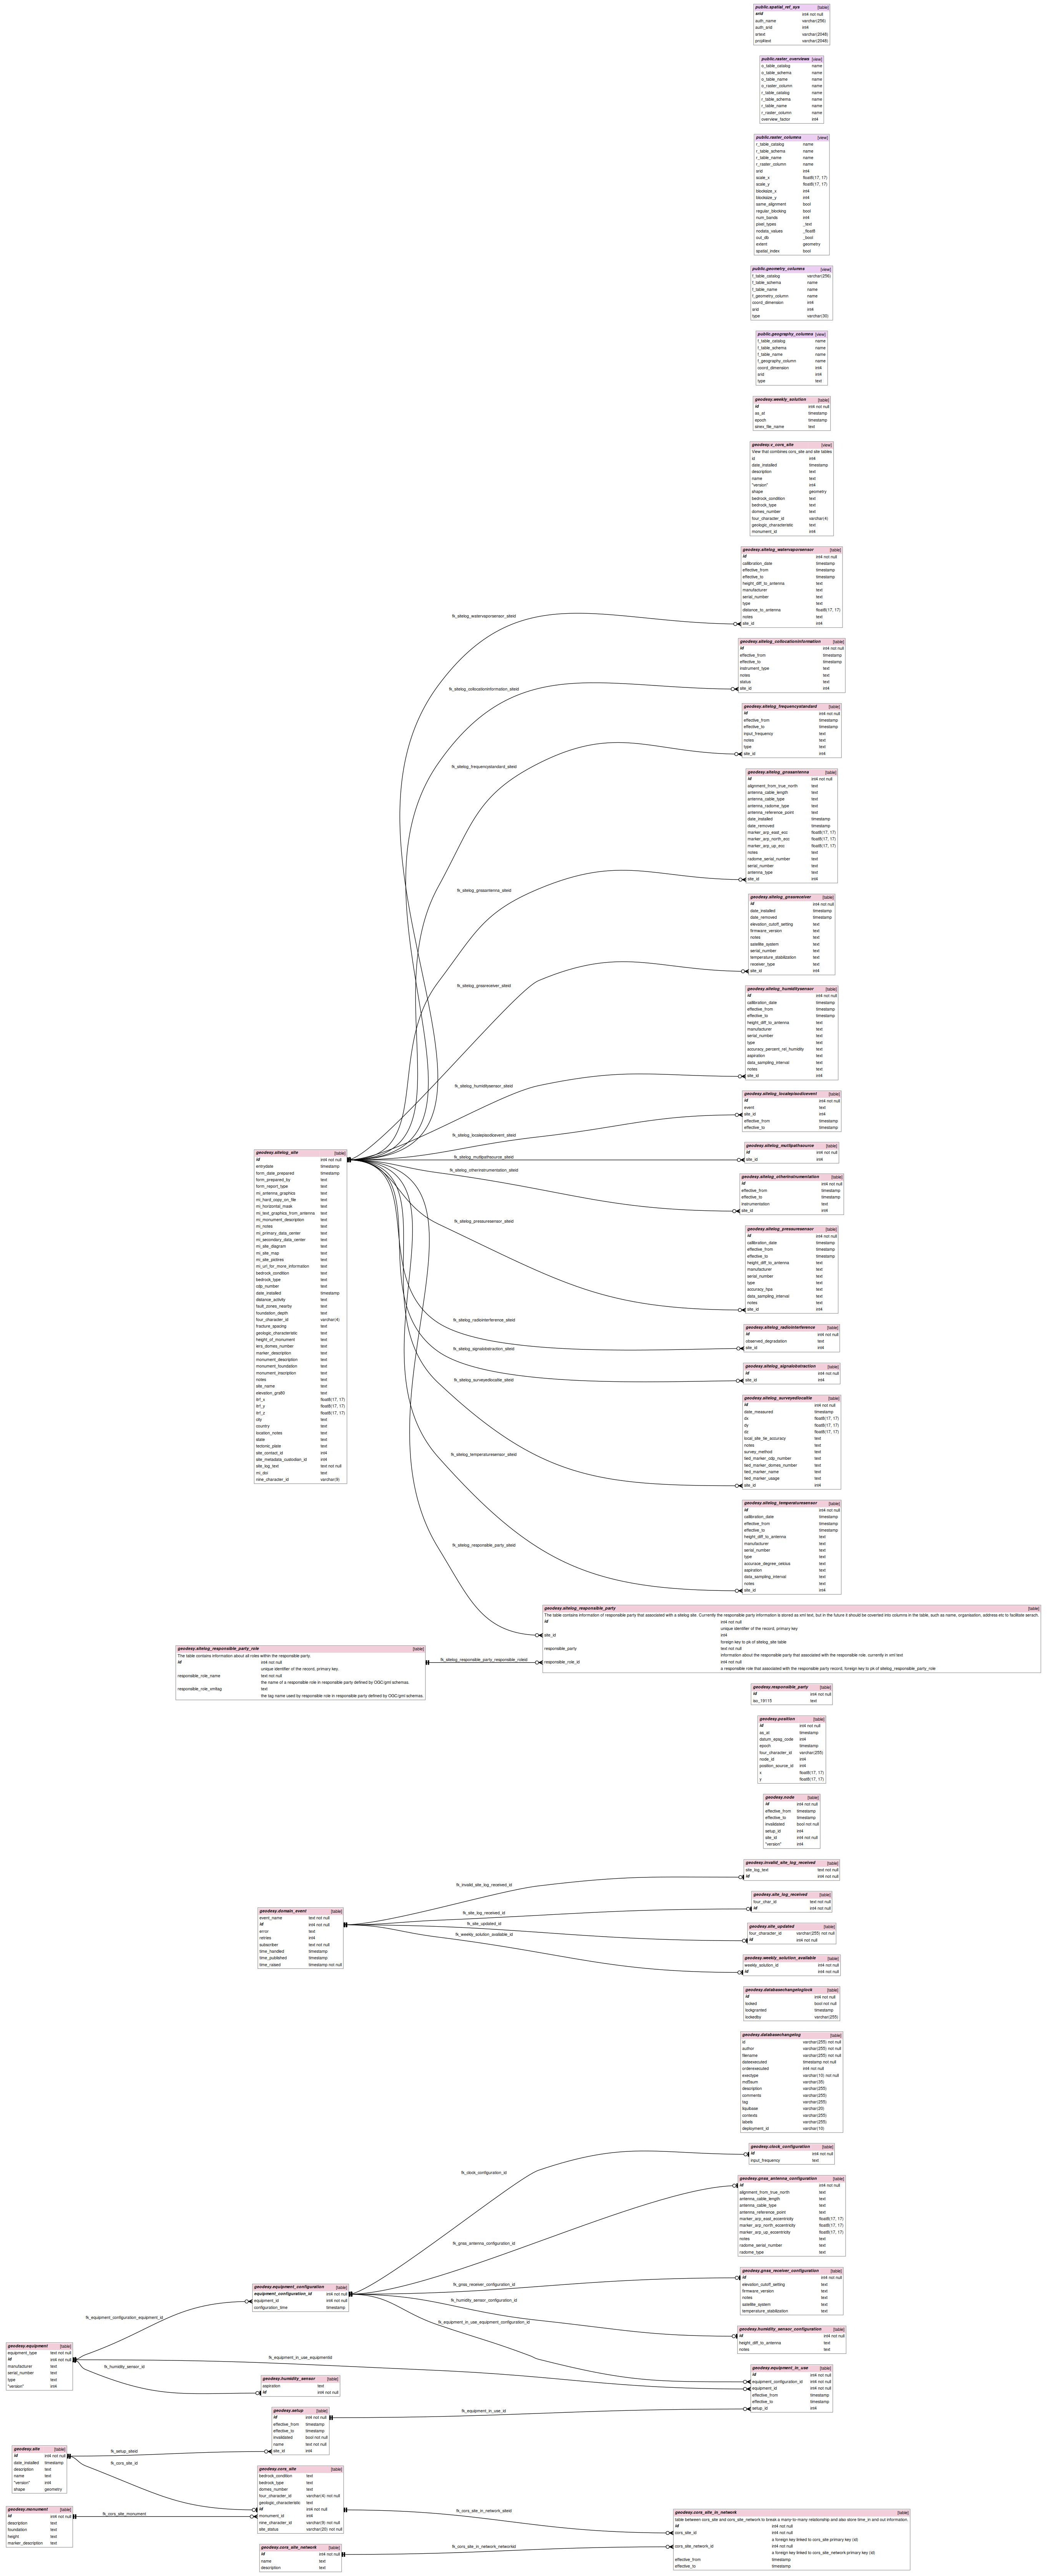 public.spatial_ref_sys [table]
srid int4 not null
auth_name varchar(256)
auth_srid int4
srtext varchar(2048)
proj4text varchar(2048)
public.raster_overviews [view]
o_table_catalog name
o_table_schema name
o_table_name name
o_raster_column name
r_table_catalog name
r_table_schema name
r_table_name name
r_raster_column name
overview_factor int4
public.raster_columns [view]
r_table_catalog name
r_table_schema name
r_table_name name
r_raster_column name
srid int4
scale_x float8(17, 17)
scale_y float8(17, 17)
blocksize_x int4
blocksize_y int4
same_alignment bool
regular_blocking bool
num_bands int4
pixel_types _text
nodata_values _float8
out_db _bool
extent geometry
spatial_index bool
public.geometry_columns [view]
f_table_catalog varchar(256)
f_table_schema name
f_table_name name
f_geometry_column name
coord_dimension int4
srid int4
type varchar(30)
public.geography_columns [view]
f_table_catalog name
f_table_schema name
f_table_name name
f_geography_column name
coord_dimension int4
srid int4
type text
geodesy.weekly_solution [table]
id int4 not null
as_at timestamp
epoch timestamp
sinex_file_name text
geodesy.v_cors_site [view]
View that combines cors_site and site tables
id int4
date_installed timestamp
description text
name text
"version" int4
shape geometry
bedrock_condition text
bedrock_type text
domes_number text
four_character_id varchar(4)
geologic_characteristic text
monument_id int4
geodesy.sitelog_watervaporsensor [table]
id int4 not null
calibration_date timestamp
effective_from timestamp
effective_to timestamp
height_diff_to_antenna text
manufacturer text
serial_number text
type text
distance_to_antenna float8(17, 17)
notes text
site_id int4
fk_sitelog_watervaporsensor_siteid
geodesy.sitelog_collocationinformation [table]
id int4 not null
effective_from timestamp
effective_to timestamp
instrument_type text
notes text
status text
site_id int4
fk_sitelog_collocationinformation_siteid
geodesy.sitelog_frequencystandard [table]
id int4 not null
effective_from timestamp
effective_to timestamp
input_frequency text
notes text
type text
site_id int4
fk_sitelog_frequencystandard_siteid
geodesy.sitelog_gnssantenna [table]
id int4 not null
alignment_from_true_north text
antenna_cable_length text
antenna_cable_type text
antenna_radome_type text
antenna_reference_point text
date_installed timestamp
date_removed timestamp
marker_arp_east_ecc float8(17, 17)
marker_arp_north_ecc float8(17, 17)
marker_arp_up_ecc float8(17, 17)
notes text
radome_serial_number text
serial_number text
antenna_type text
site_id int4
fk_sitelog_gnssantenna_siteid
geodesy.sitelog_gnssreceiver [table]
id int4 not null
date_installed timestamp
date_removed timestamp
elevation_cutoff_setting text
firmware_version text
notes text
satellite_system text
serial_number text
temperature_stabilization text
receiver_type text
site_id int4
fk_sitelog_gnssreceiver_siteid
geodesy.sitelog_humiditysensor [table]
id int4 not null
calibration_date timestamp
effective_from timestamp
effective_to timestamp
height_diff_to_antenna text
manufacturer text
serial_number text
type text
accuracy_percent_rel_humidity text
aspiration text
data_sampling_interval text
notes text
site_id int4
fk_sitelog_humiditysensor_siteid
geodesy.sitelog_localepisodicevent [table]
id int4 not null
event text
site_id int4
effective_from timestamp
effective_to timestamp
fk_sitelog_localepisodicevent_siteid
geodesy.sitelog_multipathsource [table]
id int4 not null
site_id int4
fk_sitelog_multipathsource_siteid
geodesy.sitelog_site [table]
id int4 not null
entrydate timestamp
form_date_prepared timestamp
form_prepared_by text
form_report_type text
mi_antenna_graphics text
mi_hard_copy_on_file text
mi_horizontal_mask text
mi_text_graphics_from_antenna text
mi_monument_description text
mi_notes text
mi_primary_data_center text
mi_secondary_data_center text
mi_site_diagram text
mi_site_map text
mi_site_pictires text
mi_url_for_more_information text
bedrock_condition text
bedrock_type text
cdp_number text
date_installed timestamp
distance_activity text
fault_zones_nearby text
foundation_depth text
four_character_id varchar(4)
fracture_spacing text
geologic_characteristic text
height_of_monument text
iers_domes_number text
marker_description text
monument_description text
monument_foundation text
monument_inscription text
notes text
site_name text
elevation_grs80 text
itrf_x float8(17, 17)
itrf_y float8(17, 17)
itrf_z float8(17, 17)
city text
country text
location_notes text
state text
tectonic_plate text
site_contact_id int4
site_metadata_custodian_id int4
site_log_text text not null
mi_doi text
nine_character_id varchar(9)
geodesy.sitelog_otherinstrumentation [table]
id int4 not null
effective_from timestamp
effective_to timestamp
instrumentation text
site_id int4
fk_sitelog_otherinstrumentation_siteid
geodesy.sitelog_pressuresensor [table]
id int4 not null
calibration_date timestamp
effective_from timestamp
effective_to timestamp
height_diff_to_antenna text
manufacturer text
serial_number text
type text
accuracy_hpa text
data_sampling_interval text
notes text
site_id int4
fk_sitelog_pressuresensor_siteid
geodesy.sitelog_radiointerference [table]
id int4 not null
observed_degradation text
site_id int4
fk_sitelog_radiointerference_siteid
geodesy.sitelog_signalobstraction [table]
id int4 not null
site_id int4
fk_sitelog_signalobstraction_siteid
geodesy.sitelog_surveyedlocaltie [table]
id int4 not null
date_measured timestamp
dx float8(17, 17)
dy float8(17, 17)
dz float8(17, 17)
local_site_tie_accuracy text
notes text
survey_method text
tied_marker_cdp_number text
tied_marker_domes_number text
tied_marker_name text
tied_marker_usage text
site_id int4
fk_sitelog_surveyedlocaltie_siteid
geodesy.sitelog_temperaturesensor [table]
id int4 not null
calibration_date timestamp
effective_from timestamp
effective_to timestamp
height_diff_to_antenna text
manufacturer text
serial_number text
type text
accurace_degree_celcius text
aspiration text
data_sampling_interval text
notes text
site_id int4
fk_sitelog_temperaturesensor_siteid
geodesy.sitelog_responsible_party [table]
The table contains information of responsible party that associated with a sitelog site. Currently the responsible party information is stored as xml text, but in the future it should be coverted into columns in the table, such as name, organisation, address etc to facilitate serach.
id int4 not null
unique identifier of the record, primary key
site_id int4
foreign key to pk of sitelog_site table
responsible_party text not null
information about the responsible party that associated with the responsible role. currently in xml text
responsible_role_id int4 not null
a responsible role that associated with the responsible party record, foreign key to pk of sitelog_responsible_party_role
fk_sitelog_responsible_party_siteid
geodesy.sitelog_responsible_party_role [table]
The table contains information about all roles within the responsible party.
id int4 not null
unique identifier of the record, primary key.
responsible_role_name text not null
the name of a responsible role in responsible party defined by OGC/gml schemas.
responsible_role_xmltag text
the tag name used by responsible role in responsible party defined by OGC/gml schemas.
fk_sitelog_responsible_party_responsible_roleid
geodesy.responsible_party [table]
id int4 not null
iso_19115 text
geodesy.position [table]
id int4 not null
as_at timestamp
datum_epsg_code int4
epoch timestamp
four_character_id varchar(255)
node_id int4
position_source_id int4
x float8(17, 17)
y float8(17, 17)
geodesy.node [table]
id int4 not null
effective_from timestamp
effective_to timestamp
invalidated bool not null
setup_id int4
site_id int4 not null
"version" int4
geodesy.invalid_site_log_received [table]
site_log_text text not null
id int4 not null
fk_invalid_site_log_received_id
geodesy.site_log_received [table]
four_char_id text not null
id int4 not null
fk_site_log_received_id
geodesy.domain_event [table]
event_name text not null
id int4 not null
error text
retries int4
subscriber text not null
time_handled timestamp
time_published timestamp
time_raised timestamp not null
geodesy.site_updated [table]
four_character_id varchar(255) not null
id int4 not null
fk_site_updated_id
geodesy.weekly_solution_available [table]
weekly_solution_id int4 not null
id int4 not null
fk_weekly_solution_available_id
geodesy.databasechangeloglock [table]
id int4 not null
locked bool not null
lockgranted timestamp
lockedby varchar(255)
geodesy.databasechangelog [table]
id varchar(255) not null
author varchar(255) not null
filename varchar(255) not null
dateexecuted timestamp not null
orderexecuted int4 not null
exectype varchar(10) not null
md5sum varchar(35)
description varchar(255)
comments varchar(255)
tag varchar(255)
liquibase varchar(20)
contexts varchar(255)
labels varchar(255)
deployment_id varchar(10)
geodesy.clock_configuration [table]
id int4 not null
input_frequency text
fk_clock_configuration_id
geodesy.gnss_antenna_configuration [table]
id int4 not null
alignment_from_true_north text
antenna_cable_length text
antenna_cable_type text
antenna_reference_point text
marker_arp_east_eccentricity float8(17, 17)
marker_arp_north_eccentricity float8(17, 17)
marker_arp_up_eccentricity float8(17, 17)
notes text
radome_serial_number text
radome_type text
fk_gnss_antenna_configuration_id
geodesy.gnss_receiver_configuration [table]
id int4 not null
elevation_cutoff_setting text
firmware_version text
notes text
satellite_system text
temperature_stabilization text
fk_gnss_receiver_configuration_id
geodesy.equipment_configuration [table]
equipment_configuration_id int4 not null
equipment_id int4 not null
configuration_time timestamp
fk_humidity_sensor_configuration_id
geodesy.humidity_sensor_configuration [table]
id int4 not null
height_diff_to_antenna text
notes text
fk_equipment_in_use_equipment_configuration_id
fk_equipment_configuration_equipment_id
geodesy.equipment [table]
equipment_type text not null
id int4 not null
manufacturer text
serial_number text
type text
"version" int4
fk_equipment_in_use_equipmentid
fk_humidity_sensor_id
geodesy.equipment_in_use [table]
id int4 not null
equipment_configuration_id int4 not null
equipment_id int4 not null
effective_from timestamp
effective_to timestamp
setup_id int4
geodesy.humidity_sensor [table]
aspiration text
id int4 not null
geodesy.setup [table]
id int4 not null
effective_from timestamp
effective_to timestamp
invalidated bool not null
name text not null
site_id int4
fk_equipment_in_use_id
geodesy.site [table]
id int4 not null
date_installed timestamp
description text
name text
"version" int4
shape geometry
fk_setup_siteid
fk_cors_site_id
geodesy.cors_site [table]
bedrock_condition text
bedrock_type text
domes_number text
four_character_id varchar(4) not null
geologic_characteristic text
id int4 not null
monument_id int4
nine_character_id varchar(9) not null
site_status varchar(20) not null
geodesy.monument [table]
id int4 not null
description text
foundation text
height text
marker_description text
fk_cors_site_monument
fk_cors_site_in_network_siteid
geodesy.cors_site_in_network [table]
table between cors_site and cors_site_network to break a many-to-many relationship and also store time_in and out information.
id int4 not null
cors_site_id int4 not null
a foreign key linked to cors_site primary key (id)
cors_site_network_id int4 not null
a foreign key linked to cors_site_network primary key (id)
effective_from timestamp
effective_to timestamp
fk_cors_site_in_network_networkid
geodesy.cors_site_network [table]
id int4 not null
name text
description text